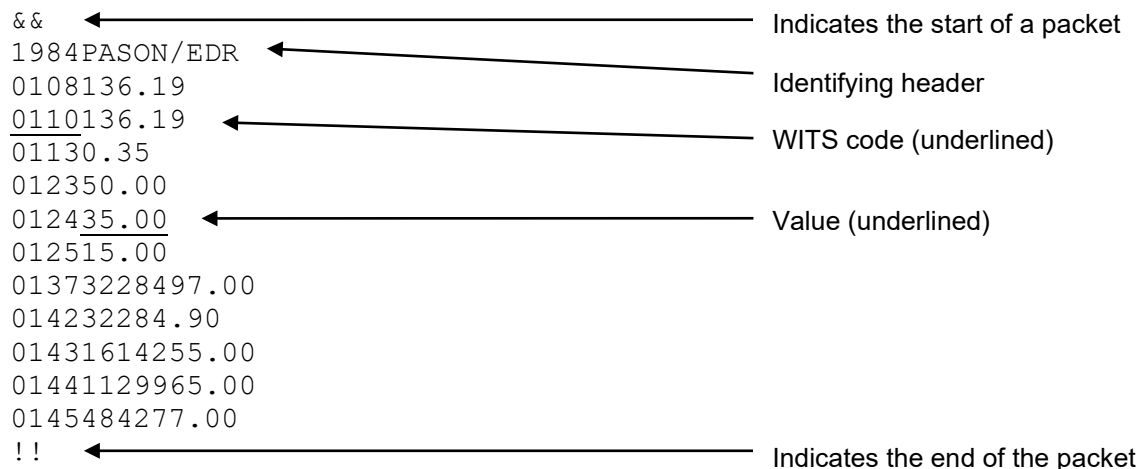 && Indicates the start of a packet
1984PASON/EDR Identifying header
0108136.19
0110136.19 WITS code (underlined)
01130.35
012350.00
012435.00 Value (underlined)
012515.00
01373228497.00
014232284.90
01431614255.00
01441129965.00
0145484277.00
!! Indicates the end of the packet